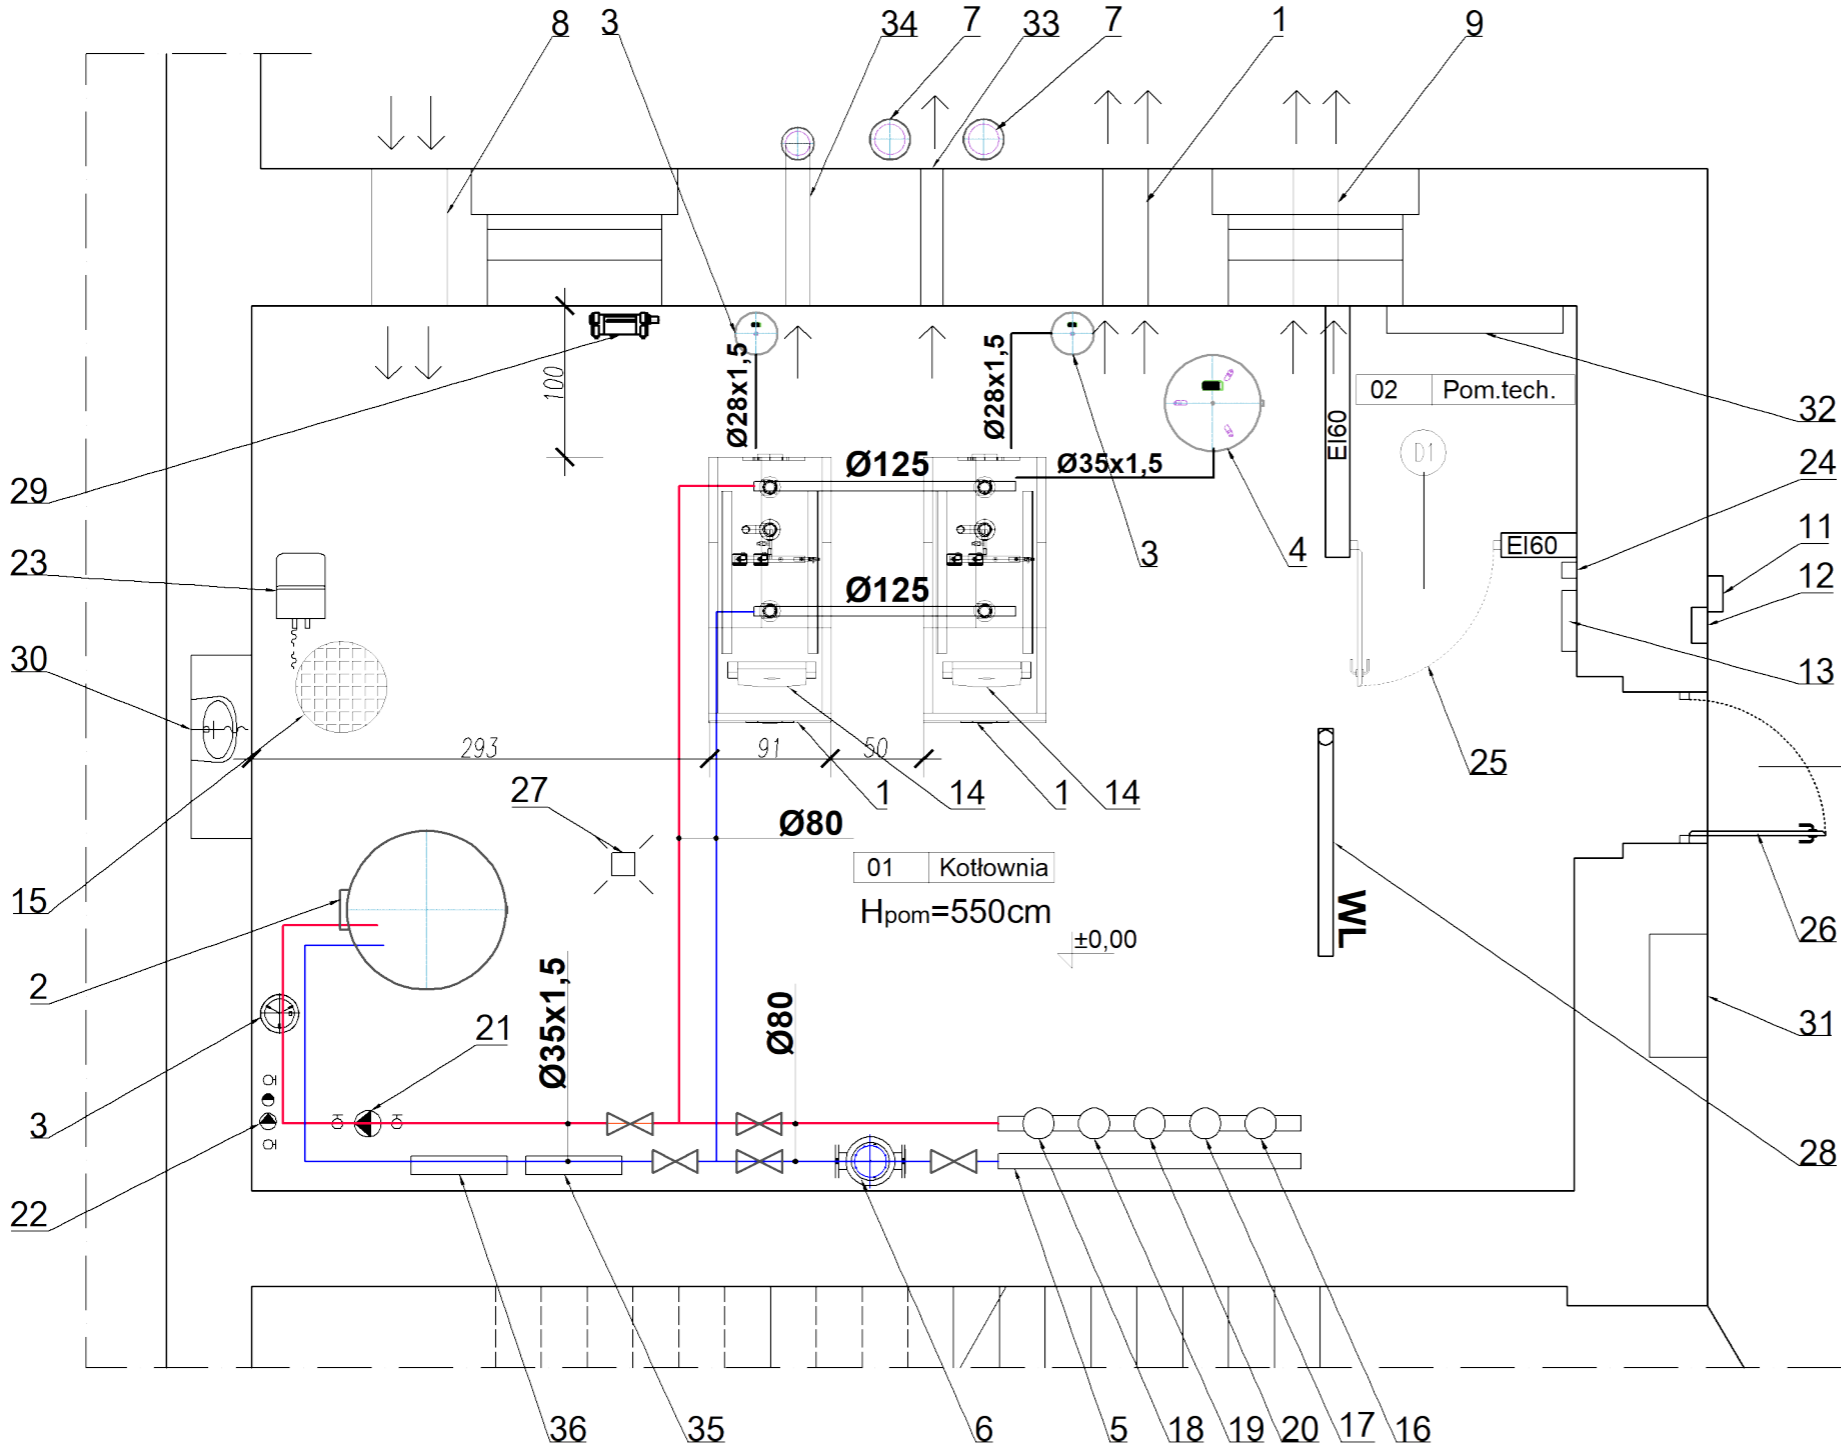 8 3 34 7 33 7 1 9
100
Ø28x1,5
Ø28x1,5
02 Pom.tech.
32
EI60
D1
Ø125
Ø35x1,5
29
24
3 4
EI60
11
23
12
Ø125
30
13
293 91 50
25
27
1 14 1 14
Ø80
01 Kotłownia
15
Hpom=550cm
WL
26
±0,00
2
Ø35x1,5
Ø80
21
31
3
28
22
36 35 6 5 18 19 20 17 16